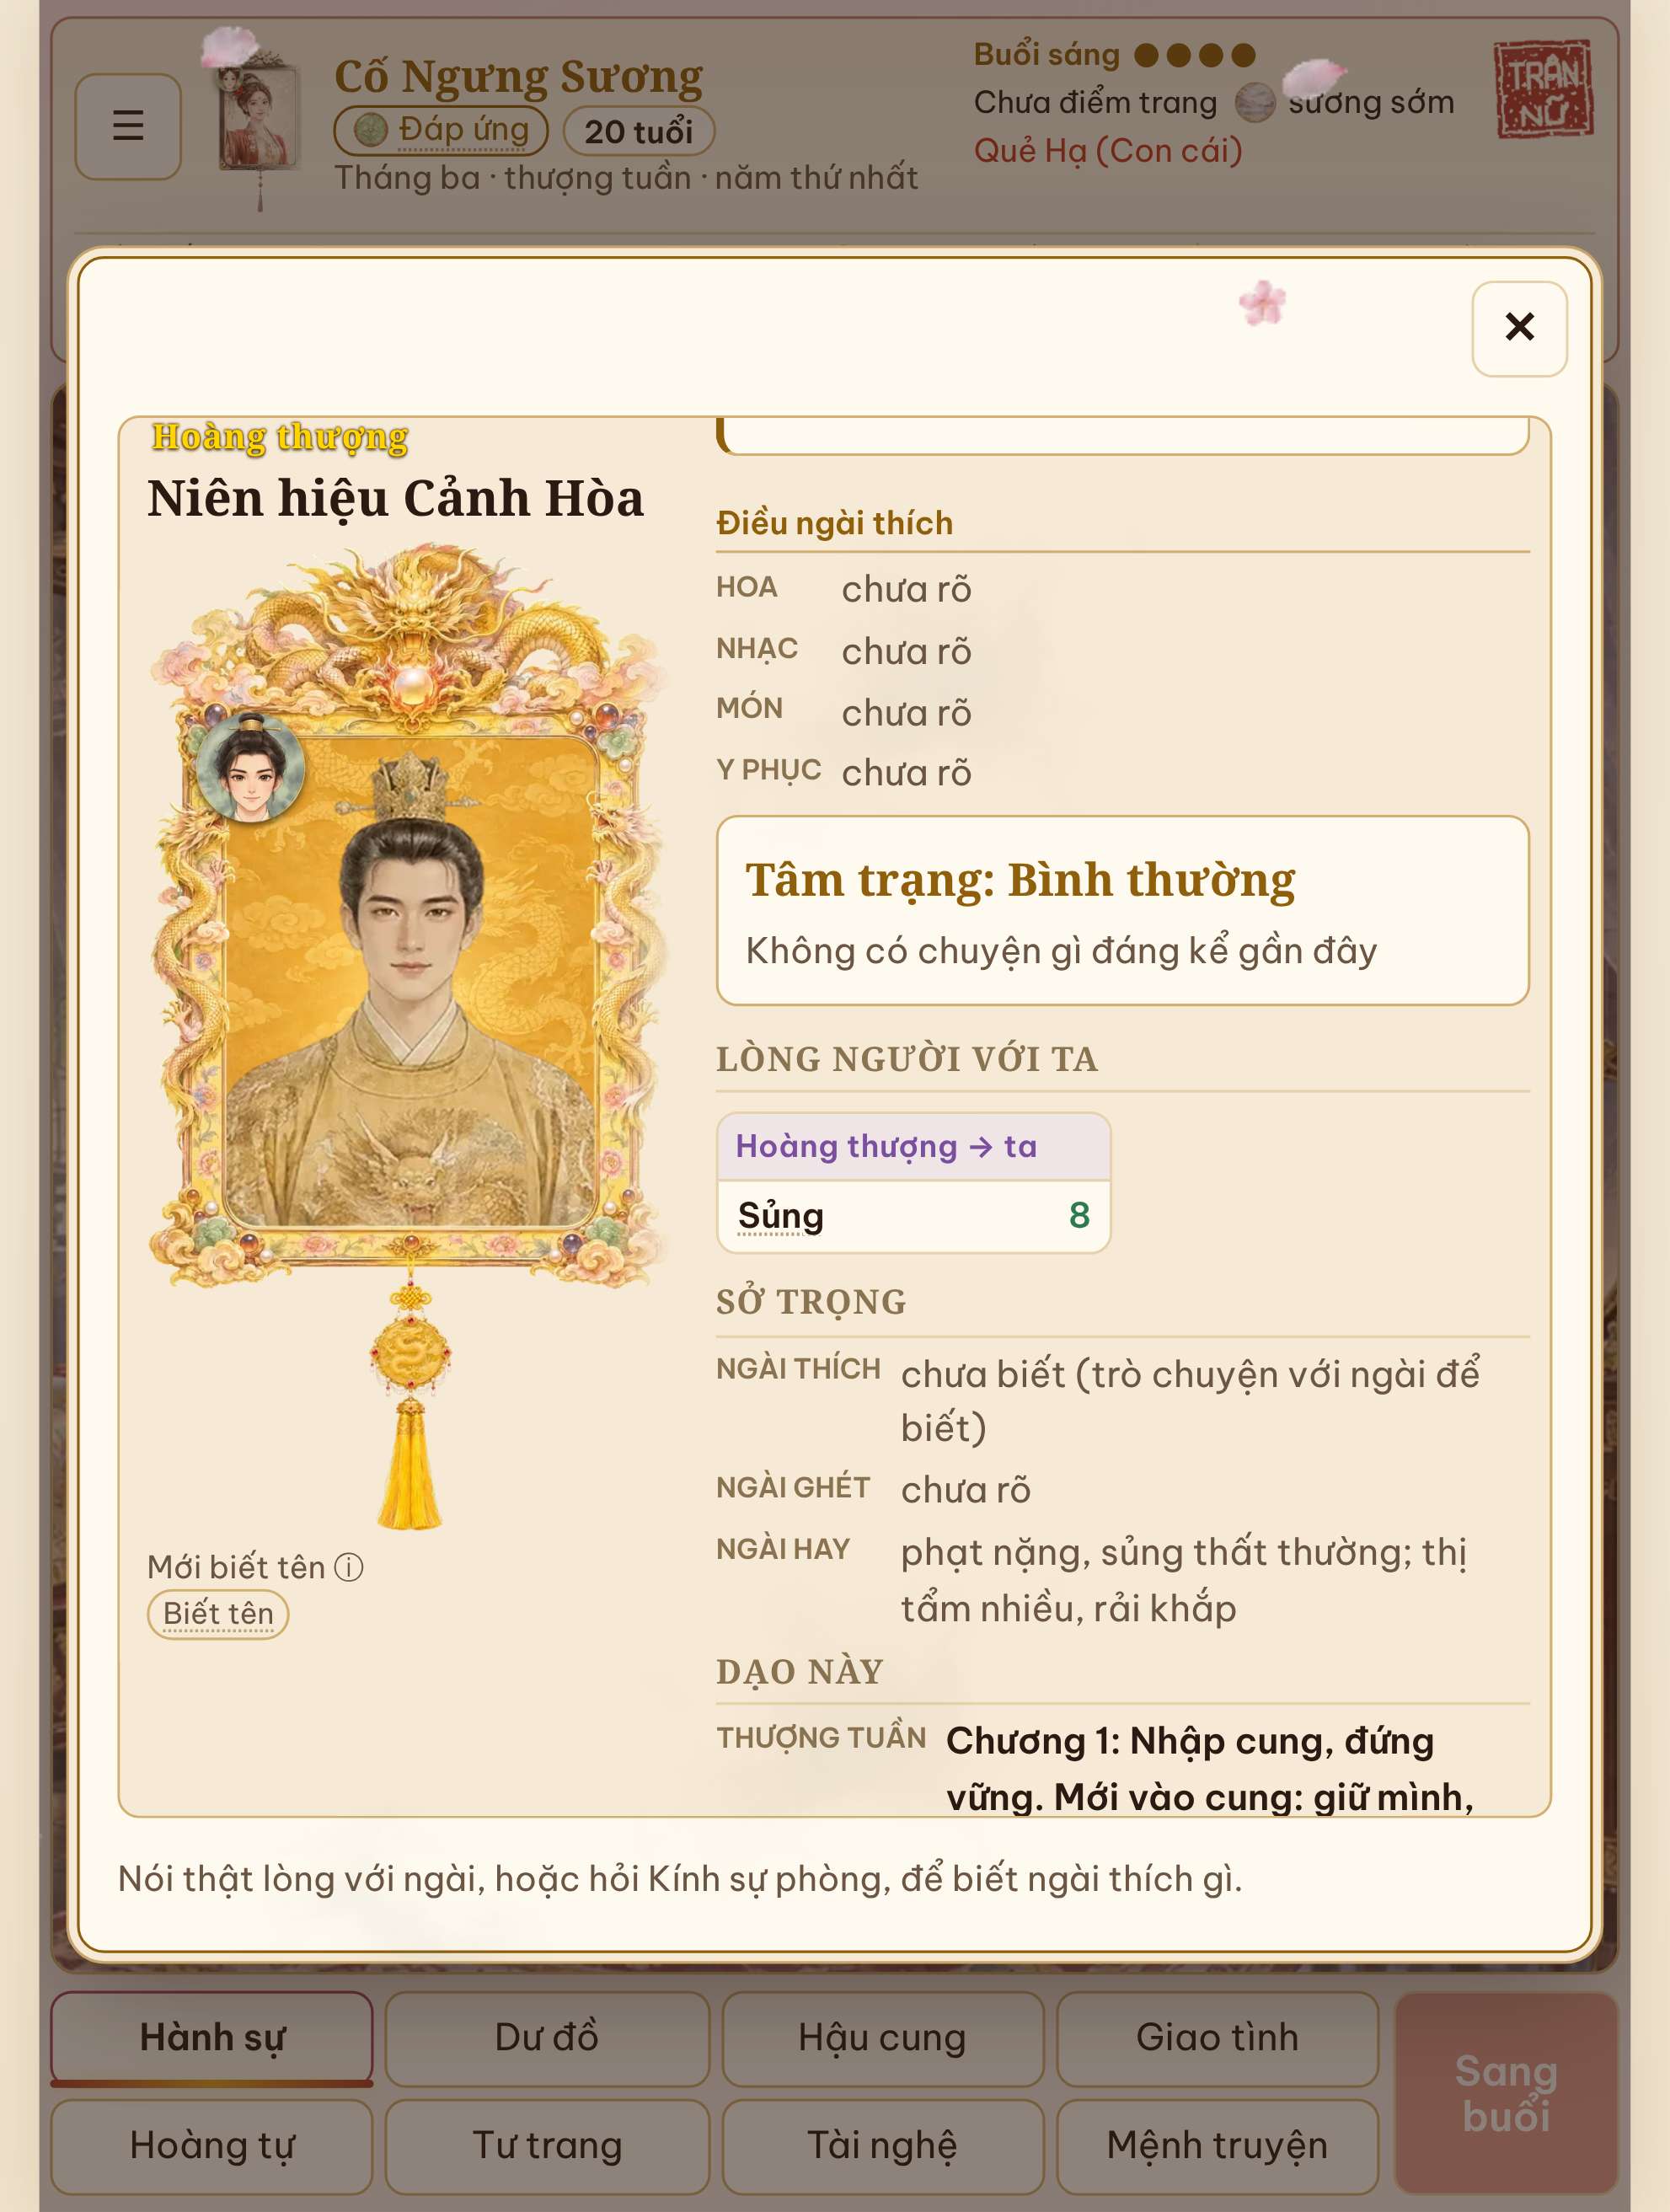 ☰
Cố Ngưng Sương
Đáp ứng
20 tuổi
Tháng ba · thượng tuần · năm thứ nhất
Buổi sáng
Chưa điểm trang
sương sớm
Quẻ Hạ (Con cái)
TRÂN
NỮ
✕
Hoàng thượng
Niên hiệu Cảnh Hòa
Mới biết tên ⓘ
Biết tên
Điều ngài thích
HOA chưa rõ
NHẠC chưa rõ
MÓN chưa rõ
Y PHỤC chưa rõ
Tâm trạng: Bình thường
Không có chuyện gì đáng kể gần đây
LÒNG NGƯỜI VỚI TA
Hoàng thượng → ta
Sủng 8
SỞ TRỌNG
NGÀI THÍCH chưa biết (trò chuyện với ngài để
biết)
NGÀI GHÉT chưa rõ
NGÀI HAY phạt nặng, sủng thất thường; thị
tẩm nhiều, rải khắp
DẠO NÀY
THƯỢNG TUẦN Chương 1: Nhập cung, đứng
vững. Mới vào cung: giữ mình,
Nói thật lòng với ngài, hoặc hỏi Kính sự phòng, để biết ngài thích gì.
Hành sự
Dư đồ
Hậu cung
Giao tình
Sang
buổi
Hoàng tự
Tư trang
Tài nghệ
Mệnh truyện